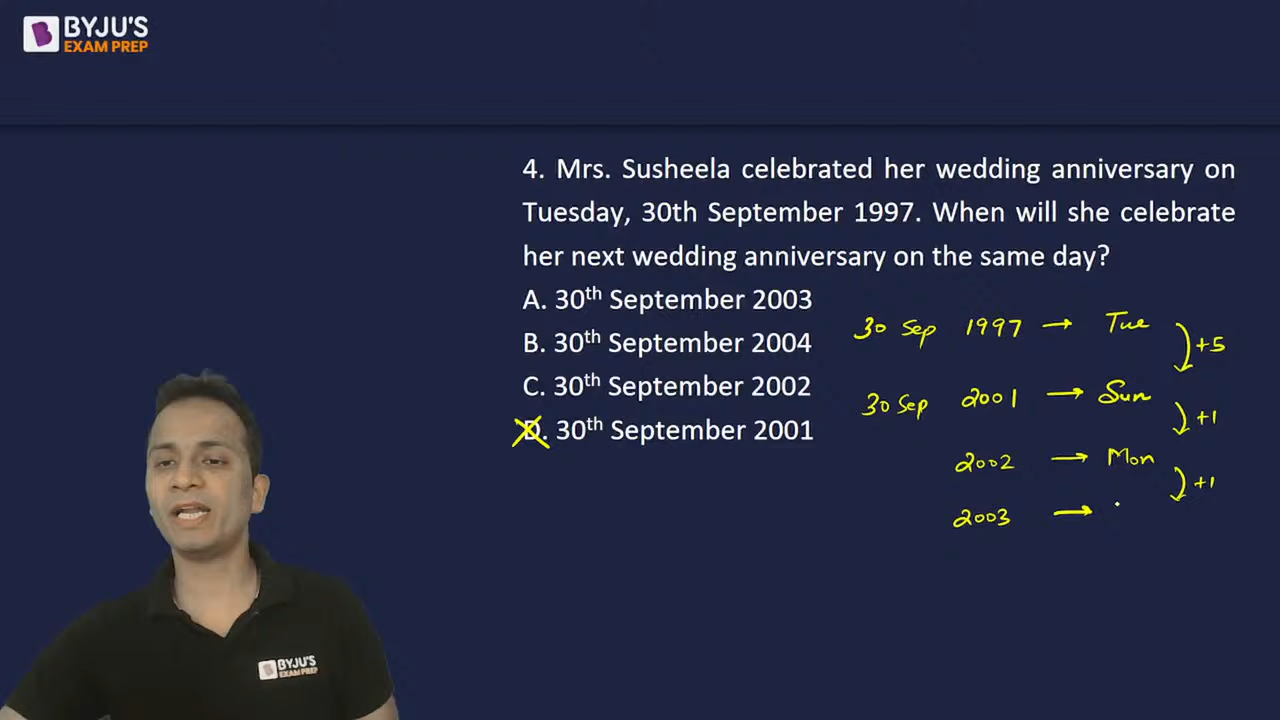 BYJU'S
EXAM PREP
4. Mrs. Susheela celebrated her wedding anniversary on
Tuesday, 30th September 1997. When will she celebrate
her next wedding anniversary on the same day?
A. 30th September 2003
B. 30th September 2004
C. 30th September 2002
D. 30th September 2001
30 Sep 1997 → Tue
+5
30 Sep 2001 → Sun
+1
2002 → Mon
+1
2003 →
BYJU'S
EXAM PREP